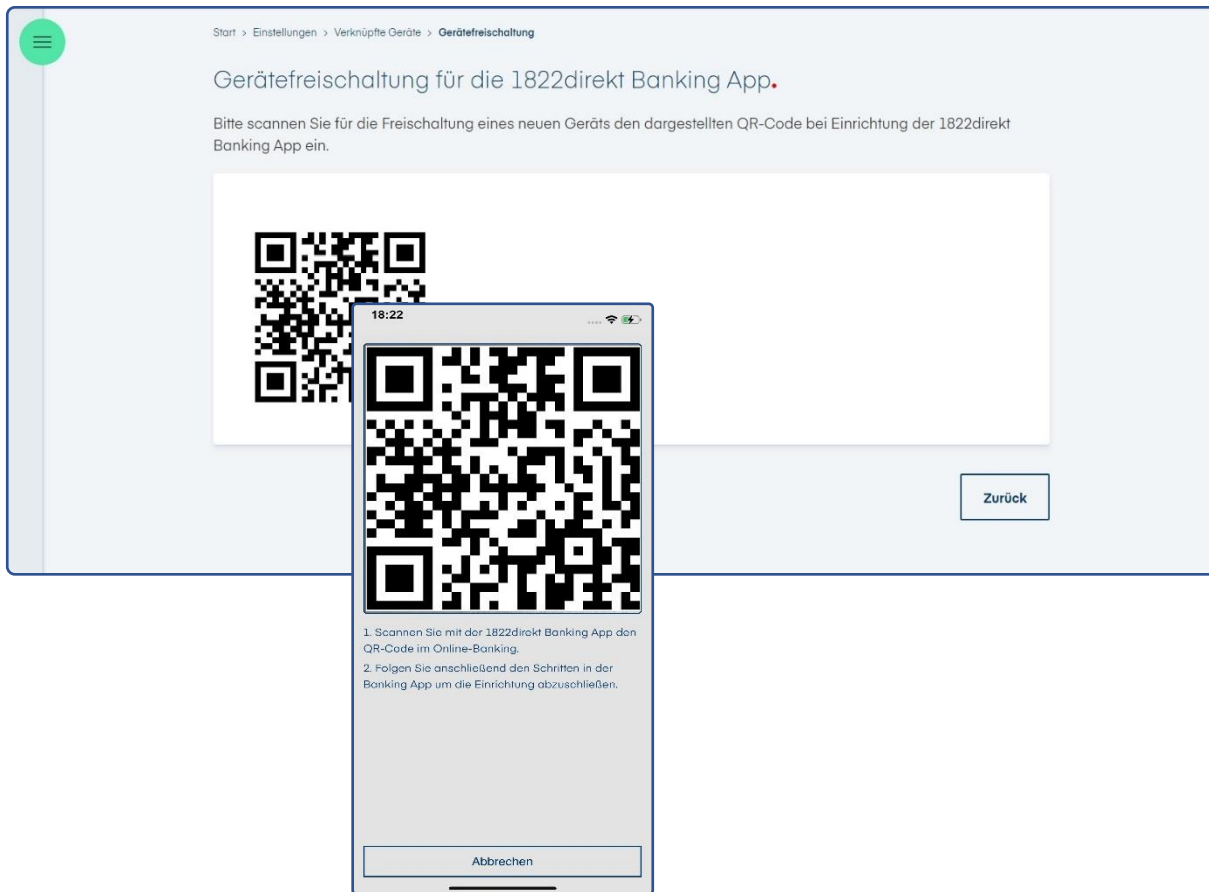 Start > Einstellungen > Verknüpfte Geräte > Gerätefreischaltung
Gerätefreischaltung für die 1822direkt Banking App.
Bitte scannen Sie für die Freischaltung eines neuen Geräts den dargestellten QR-Code bei Einrichtung der 1822direkt
Banking App ein.
Zurück
18:22
1. Scannen Sie mit der 1822direkt Banking App den
QR-Code im Online-Banking.
2. Folgen Sie anschließend den Schritten in der
Banking App um die Einrichtung abzuschließen.
Abbrechen